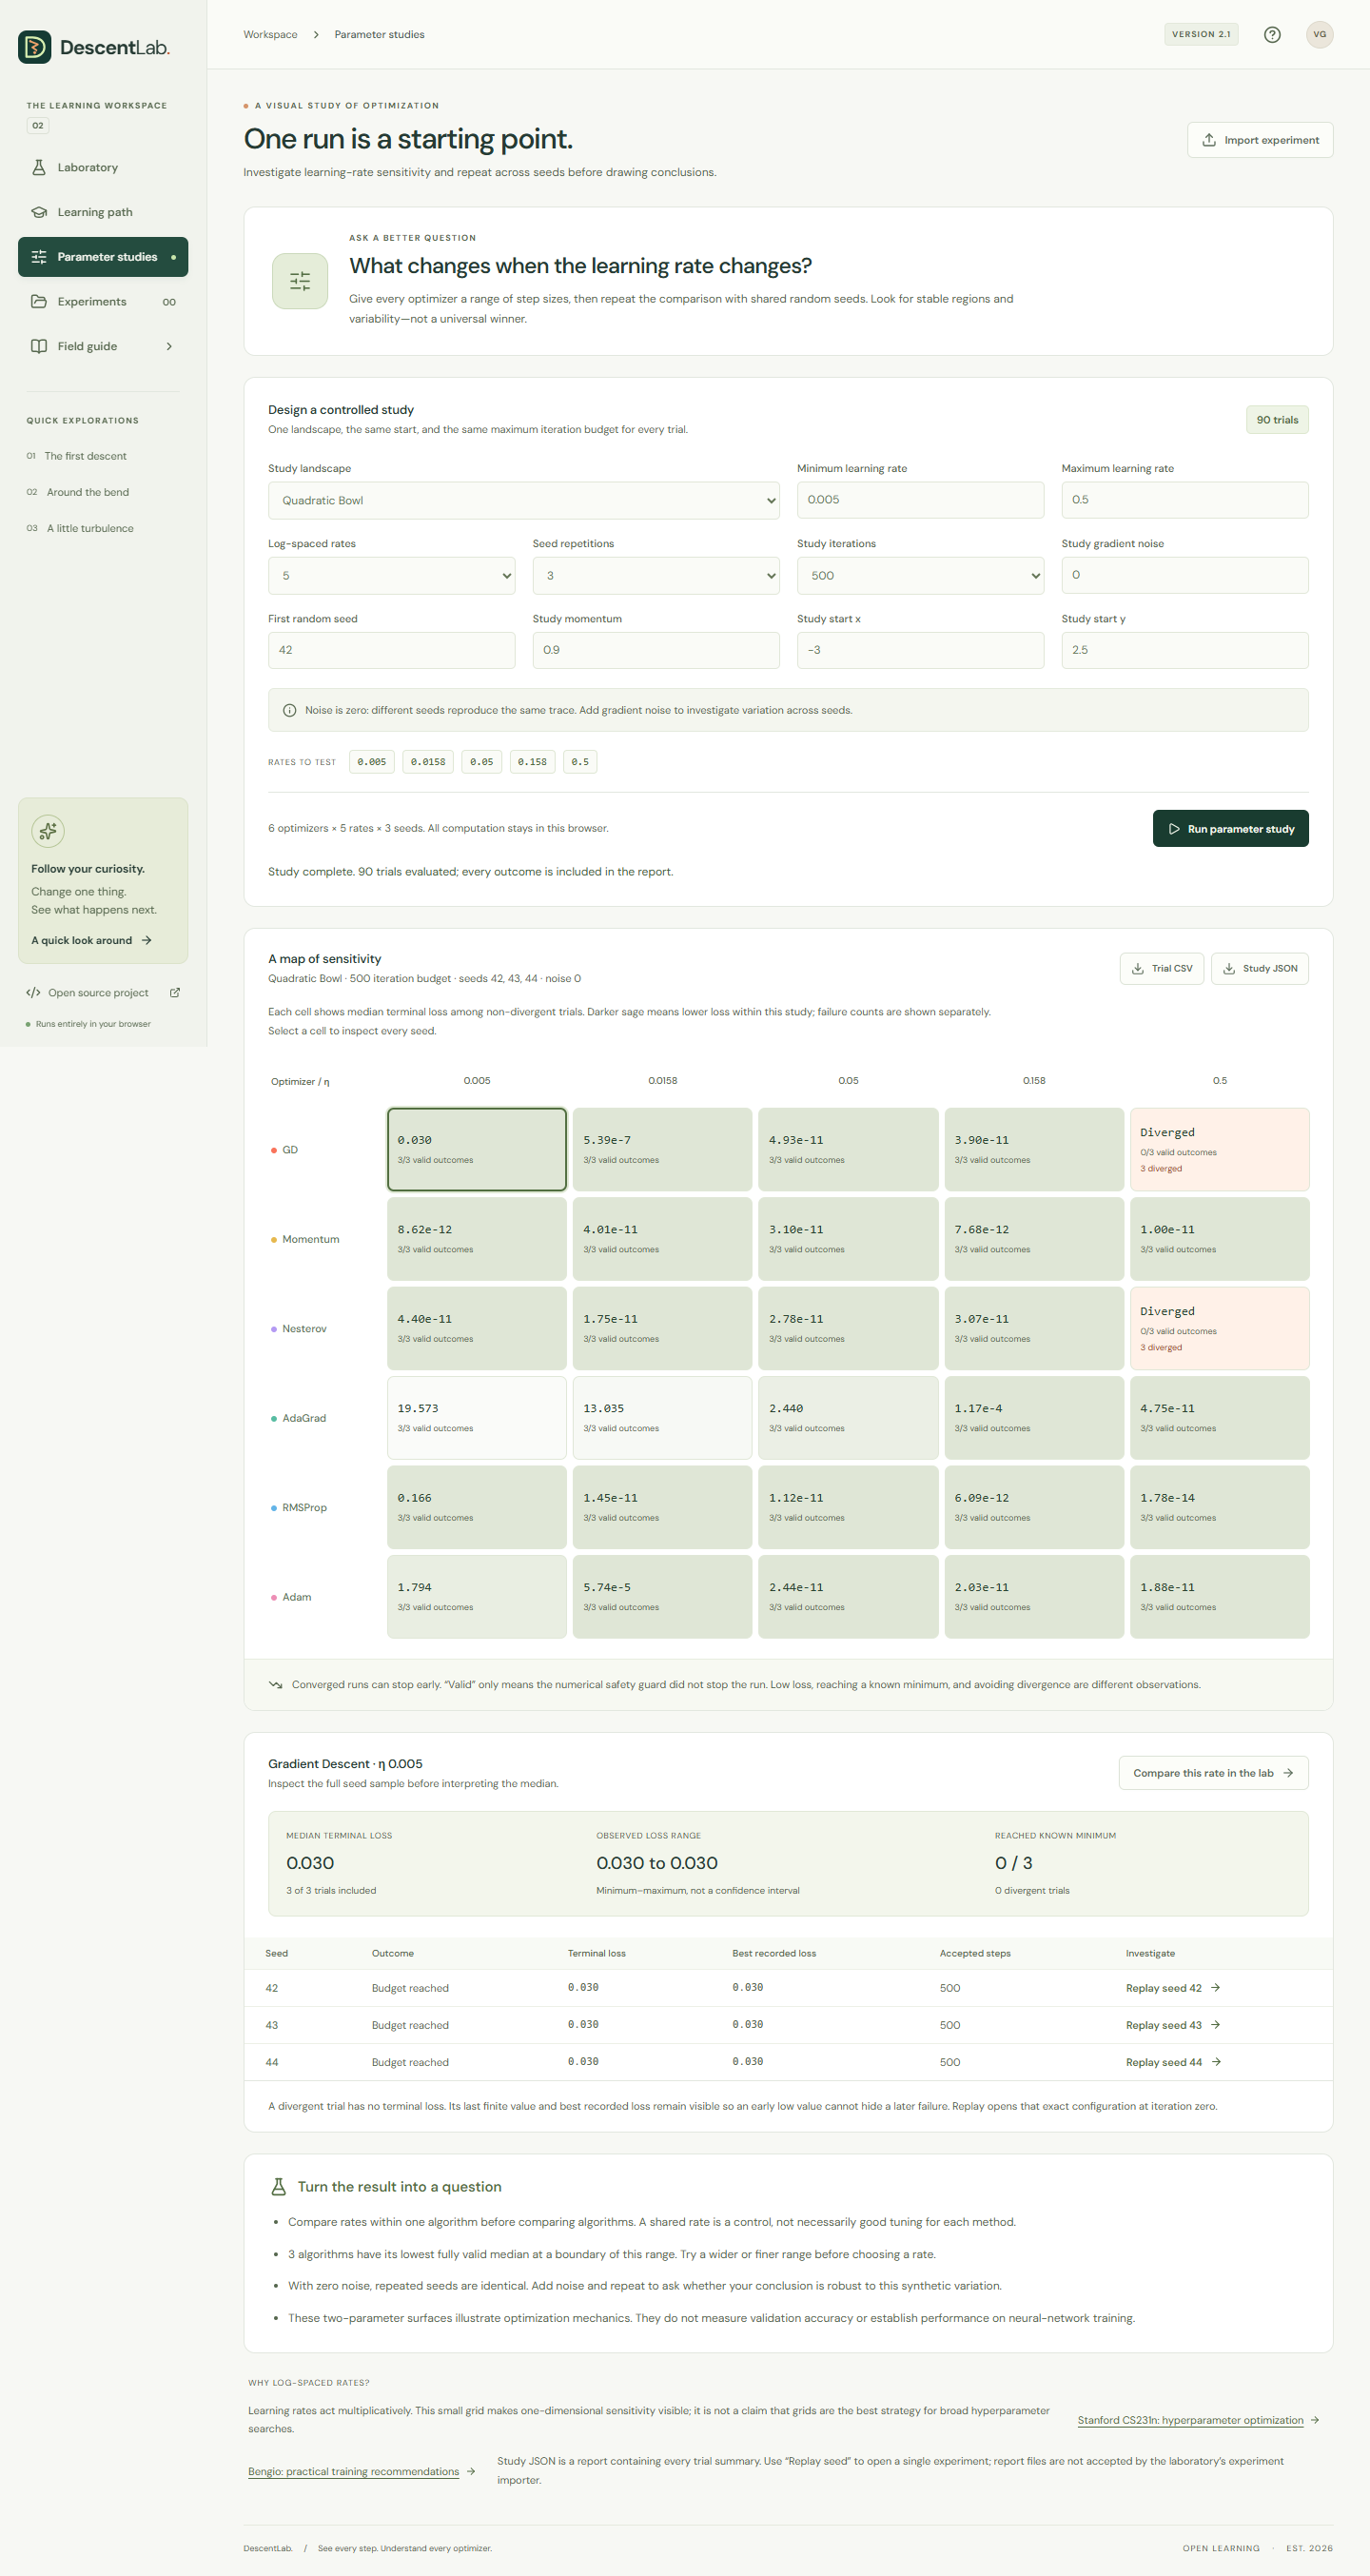 DescentLab.
THE LEARNING WORKSPACE
02
Laboratory
Learning path
Parameter studies
Experiments 00
Field guide
QUICK EXPLORATIONS
01 The first descent
02 Around the bend
03 A little turbulence
Follow your curiosity.
Change one thing.
See what happens next.
A quick look around
Open source project
Runs entirely in your browser
Workspace Parameter studies
VERSION 2.1
VG
A VISUAL STUDY OF OPTIMIZATION
One run is a starting point.
Investigate learning-rate sensitivity and repeat across seeds before drawing conclusions.
Import experiment
ASK A BETTER QUESTION
What changes when the learning rate changes?
Give every optimizer a range of step sizes, then repeat the comparison with shared random seeds. Look for stable regions and
variability—not a universal winner.
Design a controlled study
One landscape, the same start, and the same maximum iteration budget for every trial.
90 trials
Study landscape Minimum learning rate Maximum learning rate
Quadratic Bowl 0.005 0.5
Log-spaced rates Seed repetitions Study iterations Study gradient noise
5 3 500 0
First random seed Study momentum Study start x Study start y
42 0.9 -3 2.5
Noise is zero: different seeds reproduce the same trace. Add gradient noise to investigate variation across seeds.
RATES TO TEST 0.005 0.0158 0.05 0.158 0.5
6 optimizers × 5 rates × 3 seeds. All computation stays in this browser.
Run parameter study
Study complete. 90 trials evaluated; every outcome is included in the report.
A map of sensitivity
Quadratic Bowl · 500 iteration budget · seeds 42, 43, 44 · noise 0
Trial CSV Study JSON
Each cell shows median terminal loss among non-divergent trials. Darker sage means lower loss within this study; failure counts are shown separately.
Select a cell to inspect every seed.
Optimizer / η 0.005 0.0158 0.05 0.158 0.5
GD
0.030 5.39e-7 4.93e-11 3.90e-11 Diverged
3/3 valid outcomes 3/3 valid outcomes 3/3 valid outcomes 3/3 valid outcomes 0/3 valid outcomes
3 diverged
Momentum
8.62e-12 4.01e-11 3.10e-11 7.68e-12 1.00e-11
3/3 valid outcomes 3/3 valid outcomes 3/3 valid outcomes 3/3 valid outcomes 3/3 valid outcomes
Nesterov
4.40e-11 1.75e-11 2.78e-11 3.07e-11 Diverged
3/3 valid outcomes 3/3 valid outcomes 3/3 valid outcomes 3/3 valid outcomes 0/3 valid outcomes
3 diverged
AdaGrad
19.573 13.035 2.440 1.17e-4 4.75e-11
3/3 valid outcomes 3/3 valid outcomes 3/3 valid outcomes 3/3 valid outcomes 3/3 valid outcomes
RMSProp
0.166 1.45e-11 1.12e-11 6.09e-12 1.78e-14
3/3 valid outcomes 3/3 valid outcomes 3/3 valid outcomes 3/3 valid outcomes 3/3 valid outcomes
Adam
1.794 5.74e-5 2.44e-11 2.03e-11 1.88e-11
3/3 valid outcomes 3/3 valid outcomes 3/3 valid outcomes 3/3 valid outcomes 3/3 valid outcomes
Converged runs can stop early. “Valid” only means the numerical safety guard did not stop the run. Low loss, reaching a known minimum, and avoiding divergence are different observations.
Gradient Descent · η 0.005
Inspect the full seed sample before interpreting the median.
Compare this rate in the lab
MEDIAN TERMINAL LOSS OBSERVED LOSS RANGE REACHED KNOWN MINIMUM
0.030 0.030 to 0.030 0 / 3
3 of 3 trials included Minimum–maximum, not a confidence interval 0 divergent trials
Seed Outcome Terminal loss Best recorded loss Accepted steps Investigate
42 Budget reached 0.030 0.030 500 Replay seed 42
43 Budget reached 0.030 0.030 500 Replay seed 43
44 Budget reached 0.030 0.030 500 Replay seed 44
A divergent trial has no terminal loss. Its last finite value and best recorded loss remain visible so an early low value cannot hide a later failure. Replay opens that exact configuration at iteration zero.
Turn the result into a question
Compare rates within one algorithm before comparing algorithms. A shared rate is a control, not necessarily good tuning for each method.
3 algorithms have its lowest fully valid median at a boundary of this range. Try a wider or finer range before choosing a rate.
With zero noise, repeated seeds are identical. Add noise and repeat to ask whether your conclusion is robust to this synthetic variation.
These two-parameter surfaces illustrate optimization mechanics. They do not measure validation accuracy or establish performance on neural-network training.
WHY LOG-SPACED RATES?
Learning rates act multiplicatively. This small grid makes one-dimensional sensitivity visible; it is not a claim that grids are the best strategy for broad hyperparameter
searches.
Stanford CS231n: hyperparameter optimization
Bengio: practical training recommendations
Study JSON is a report containing every trial summary. Use “Replay seed” to open a single experiment; report files are not accepted by the laboratory’s experiment
importer.
DescentLab. / See every step. Understand every optimizer.
OPEN LEARNING · EST. 2026